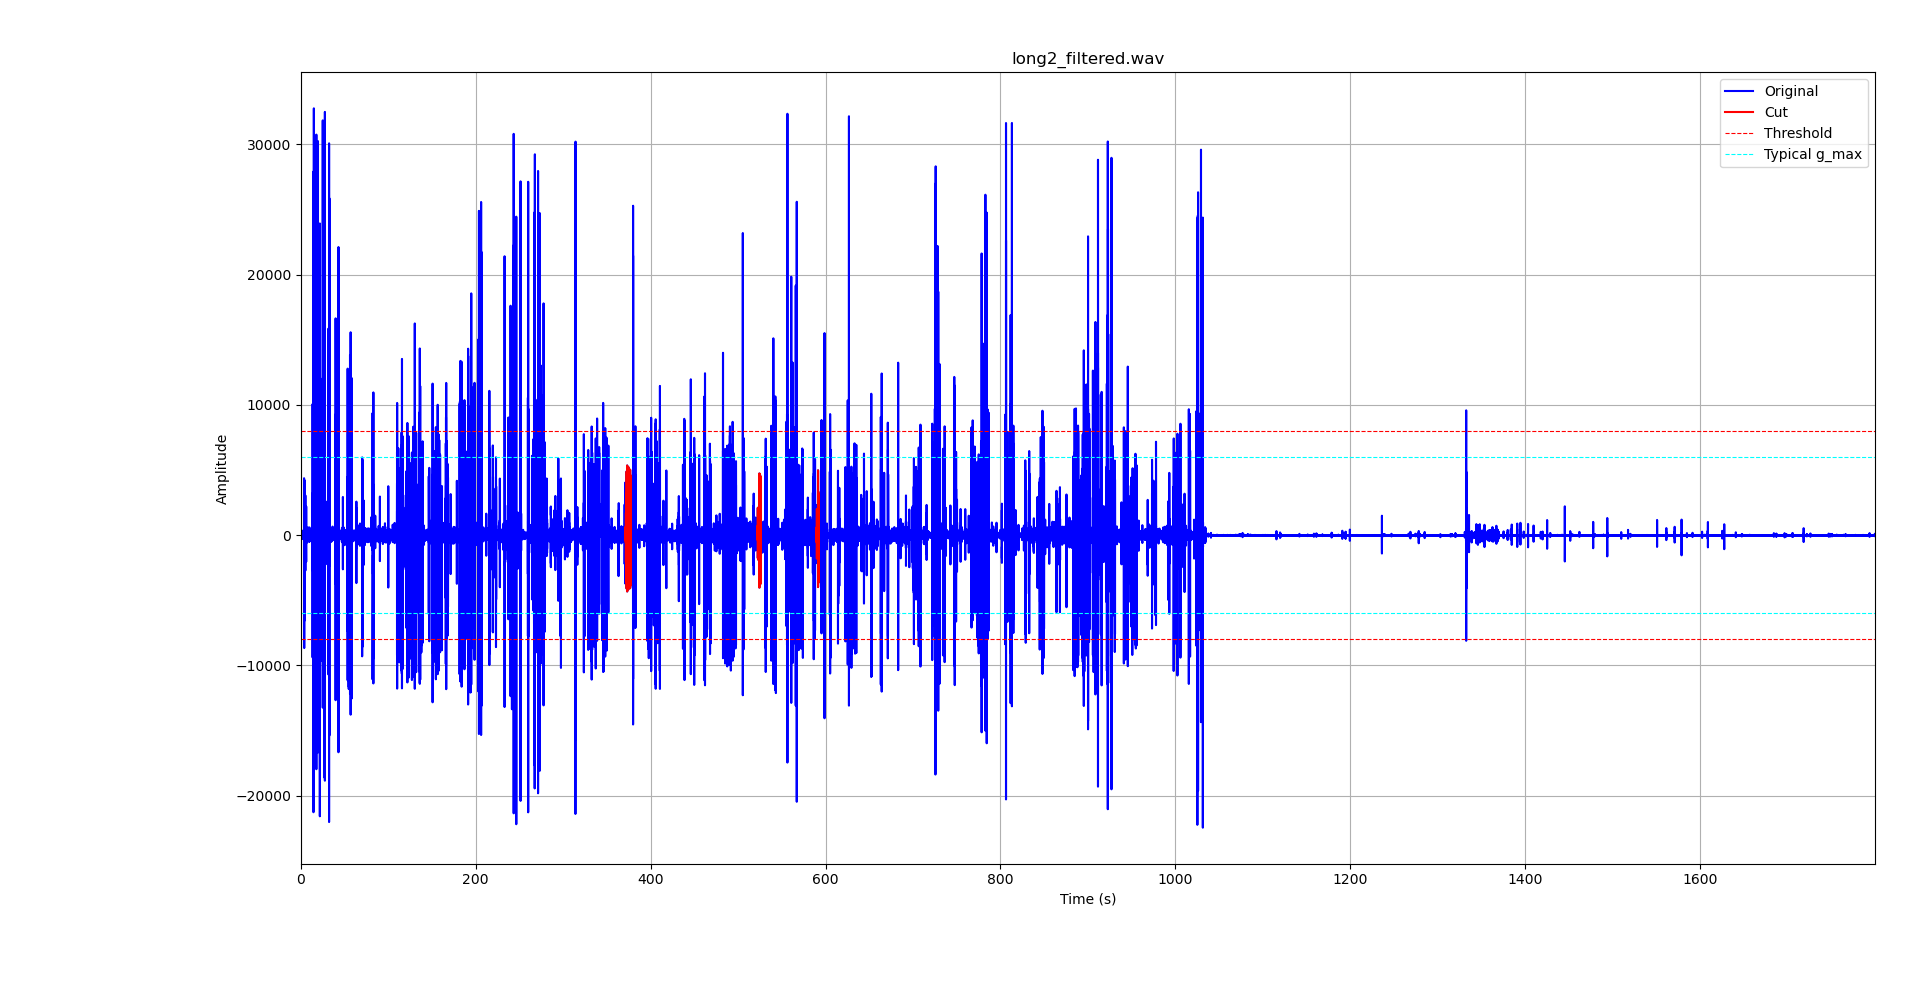 long2_filtered.wav
Original
Cut
Threshold
Typical g_max
30000
20000
10000
0
−10000
−20000
Amplitude
0 200 400 600 800 1000 1200 1400 1600
Time (s)